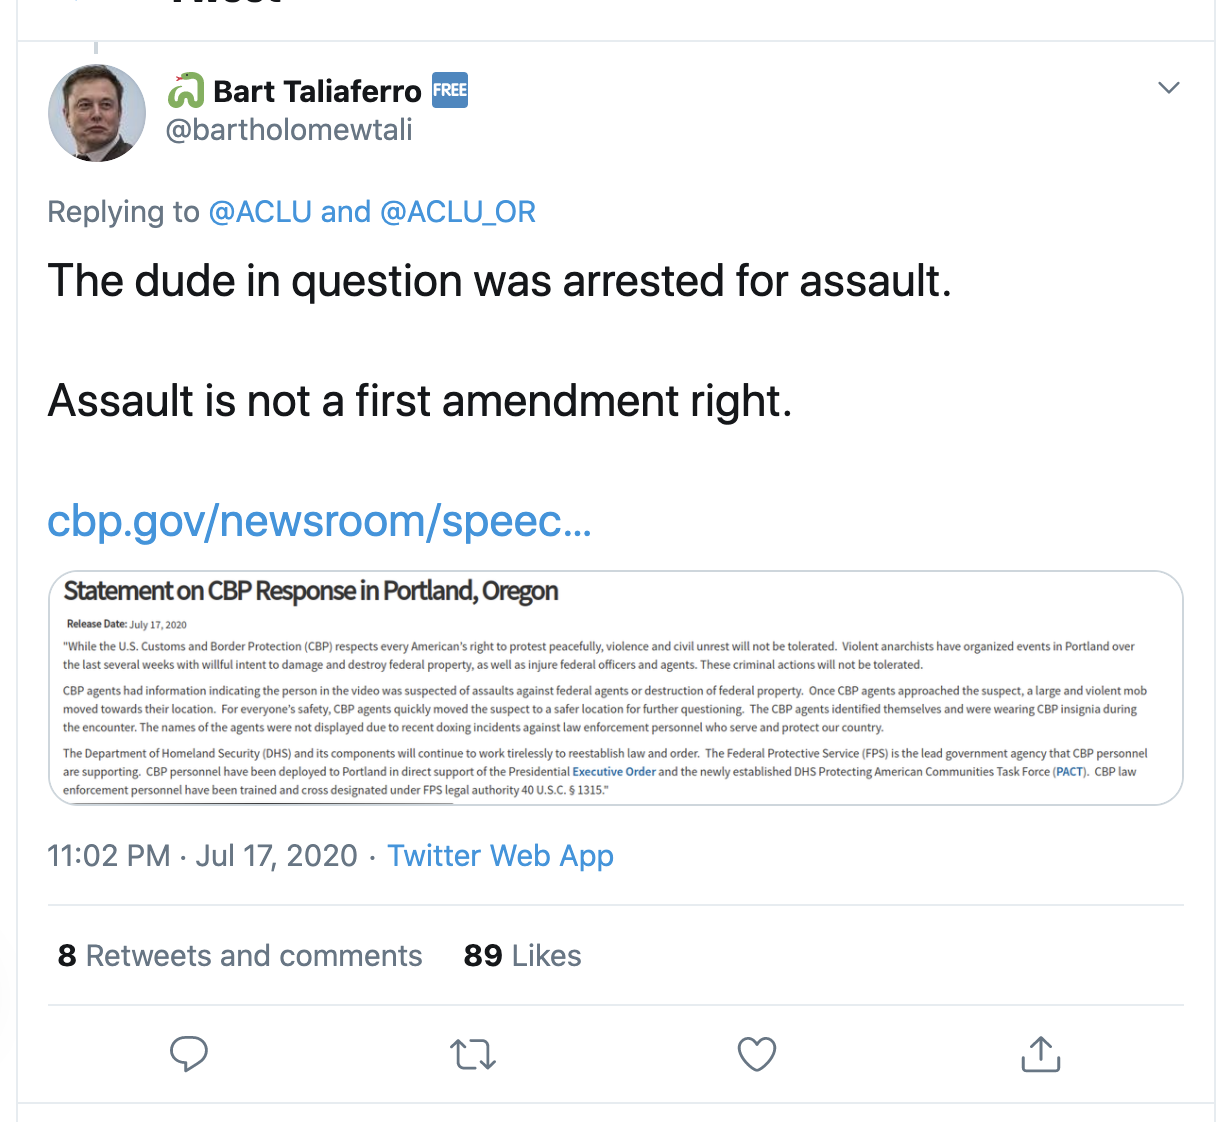 Bart Taliaferro FREE
@bartholomewtali
Replying to @ACLU and @ACLU_OR
The dude in question was arrested for assault.
Assault is not a first amendment right.
cbp.gov/newsroom/speec...
Statement on CBP Response in Portland, Oregon
Release Date: July 17, 2020
"While the U.S. Customs and Border Protection (CBP) respects every American's right to protest peacefully, violence and civil unrest will not be tolerated. Violent anarchists have organized events in Portland over
the last several weeks with willful intent to damage and destroy federal property, as well as injure federal officers and agents. These criminal actions will not be tolerated.
CBP agents had information indicating the person in the video was suspected of assaults against federal agents or destruction of federal property. Once CBP agents approached the suspect, a large and violent mob
moved towards their location. For everyone's safety, CBP agents quickly moved the suspect to a safer location for further questioning. The CBP agents identified themselves and were wearing CBP insignia during
the encounter. The names of the agents were not displayed due to recent doxing incidents against law enforcement personnel who serve and protect our country.
The Department of Homeland Security (DHS) and its components will continue to work tirelessly to reestablish law and order. The Federal Protective Service (FPS) is the lead government agency that CBP personnel
are supporting. CBP personnel have been deployed to Portland in direct support of the Presidential Executive Order and the newly established DHS Protecting American Communities Task Force (PACT). CBP law
enforcement personnel have been trained and cross designated under FPS legal authority 40 U.S.C. § 1315."
11:02 PM · Jul 17, 2020 · Twitter Web App
8 Retweets and comments 89 Likes